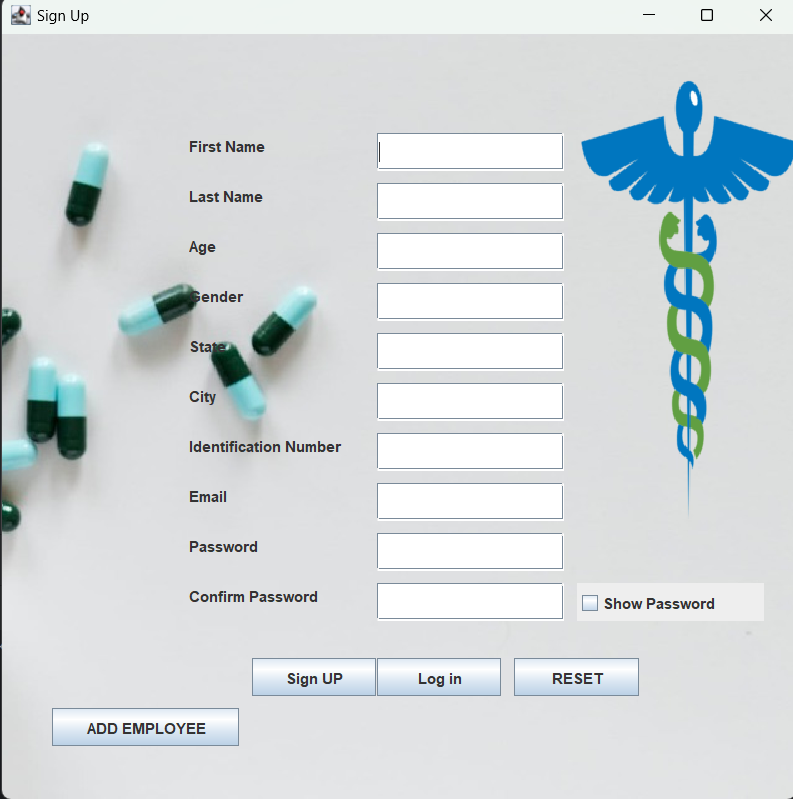 Sign Up
First Name
Last Name
Age
Gender
State
City
Identification Number
Email
Password
Confirm Password
Show Password
Sign UP Log in RESET
ADD EMPLOYEE